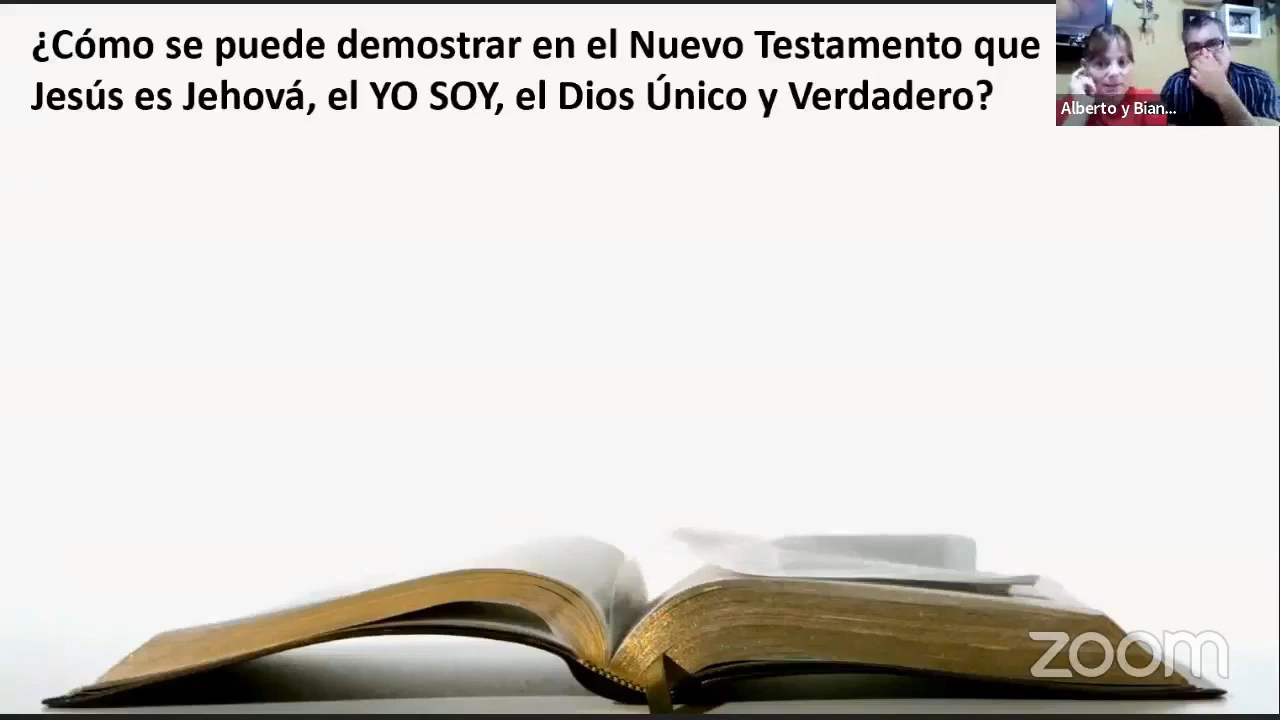 ¿Cómo se puede demostrar en el Nuevo Testamento que
Jesús es Jehová, el YO SOY, el Dios Único y Verdadero?
Alberto y Bian...
zoom